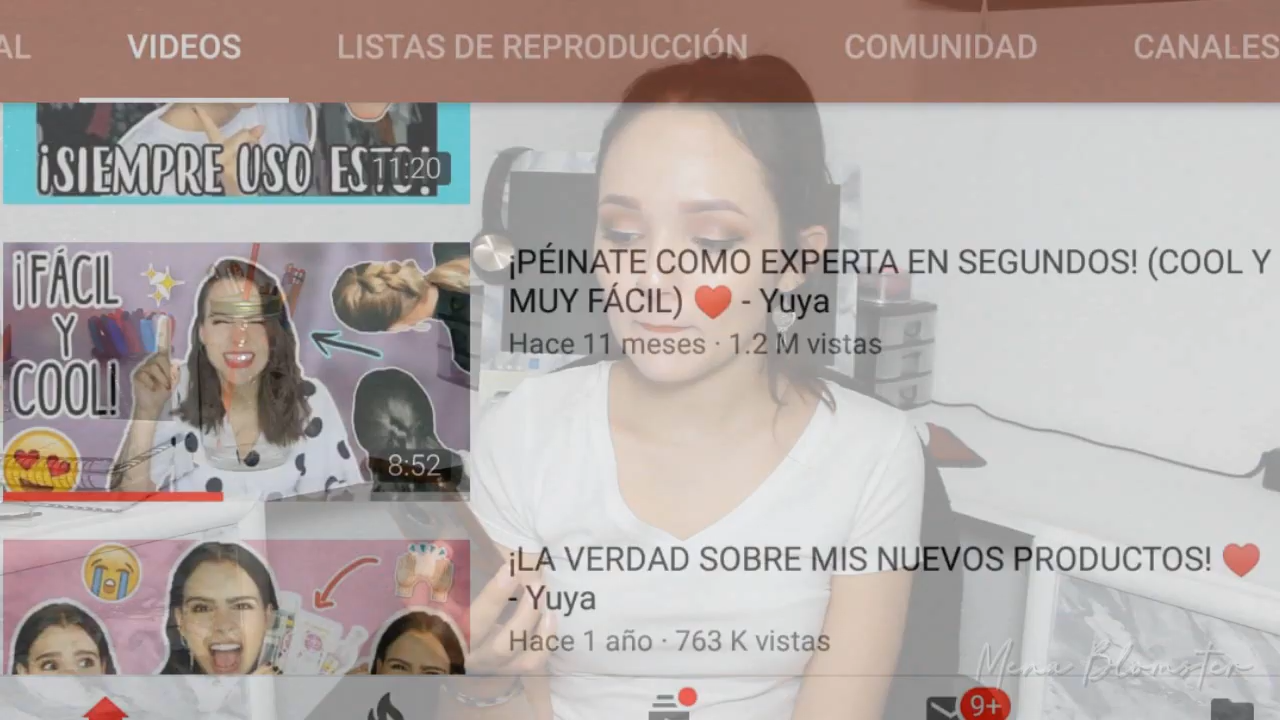 AL VIDEOS LISTAS DE REPRODUCCIÓN COMUNIDAD CANALES
¡SIEMPRE USO ESTO!
11:20
¡FÁCIL
Y
COOL!
8:52
¡PÉINATE COMO EXPERTA EN SEGUNDOS! (COOL Y
MUY FÁCIL) ❤️ - Yuya
Hace 11 meses · 1.2 M vistas
¡LA VERDAD SOBRE MIS NUEVOS PRODUCTOS! ❤️
- Yuya
Hace 1 año · 763 K vistas
Mena Blomster
9+